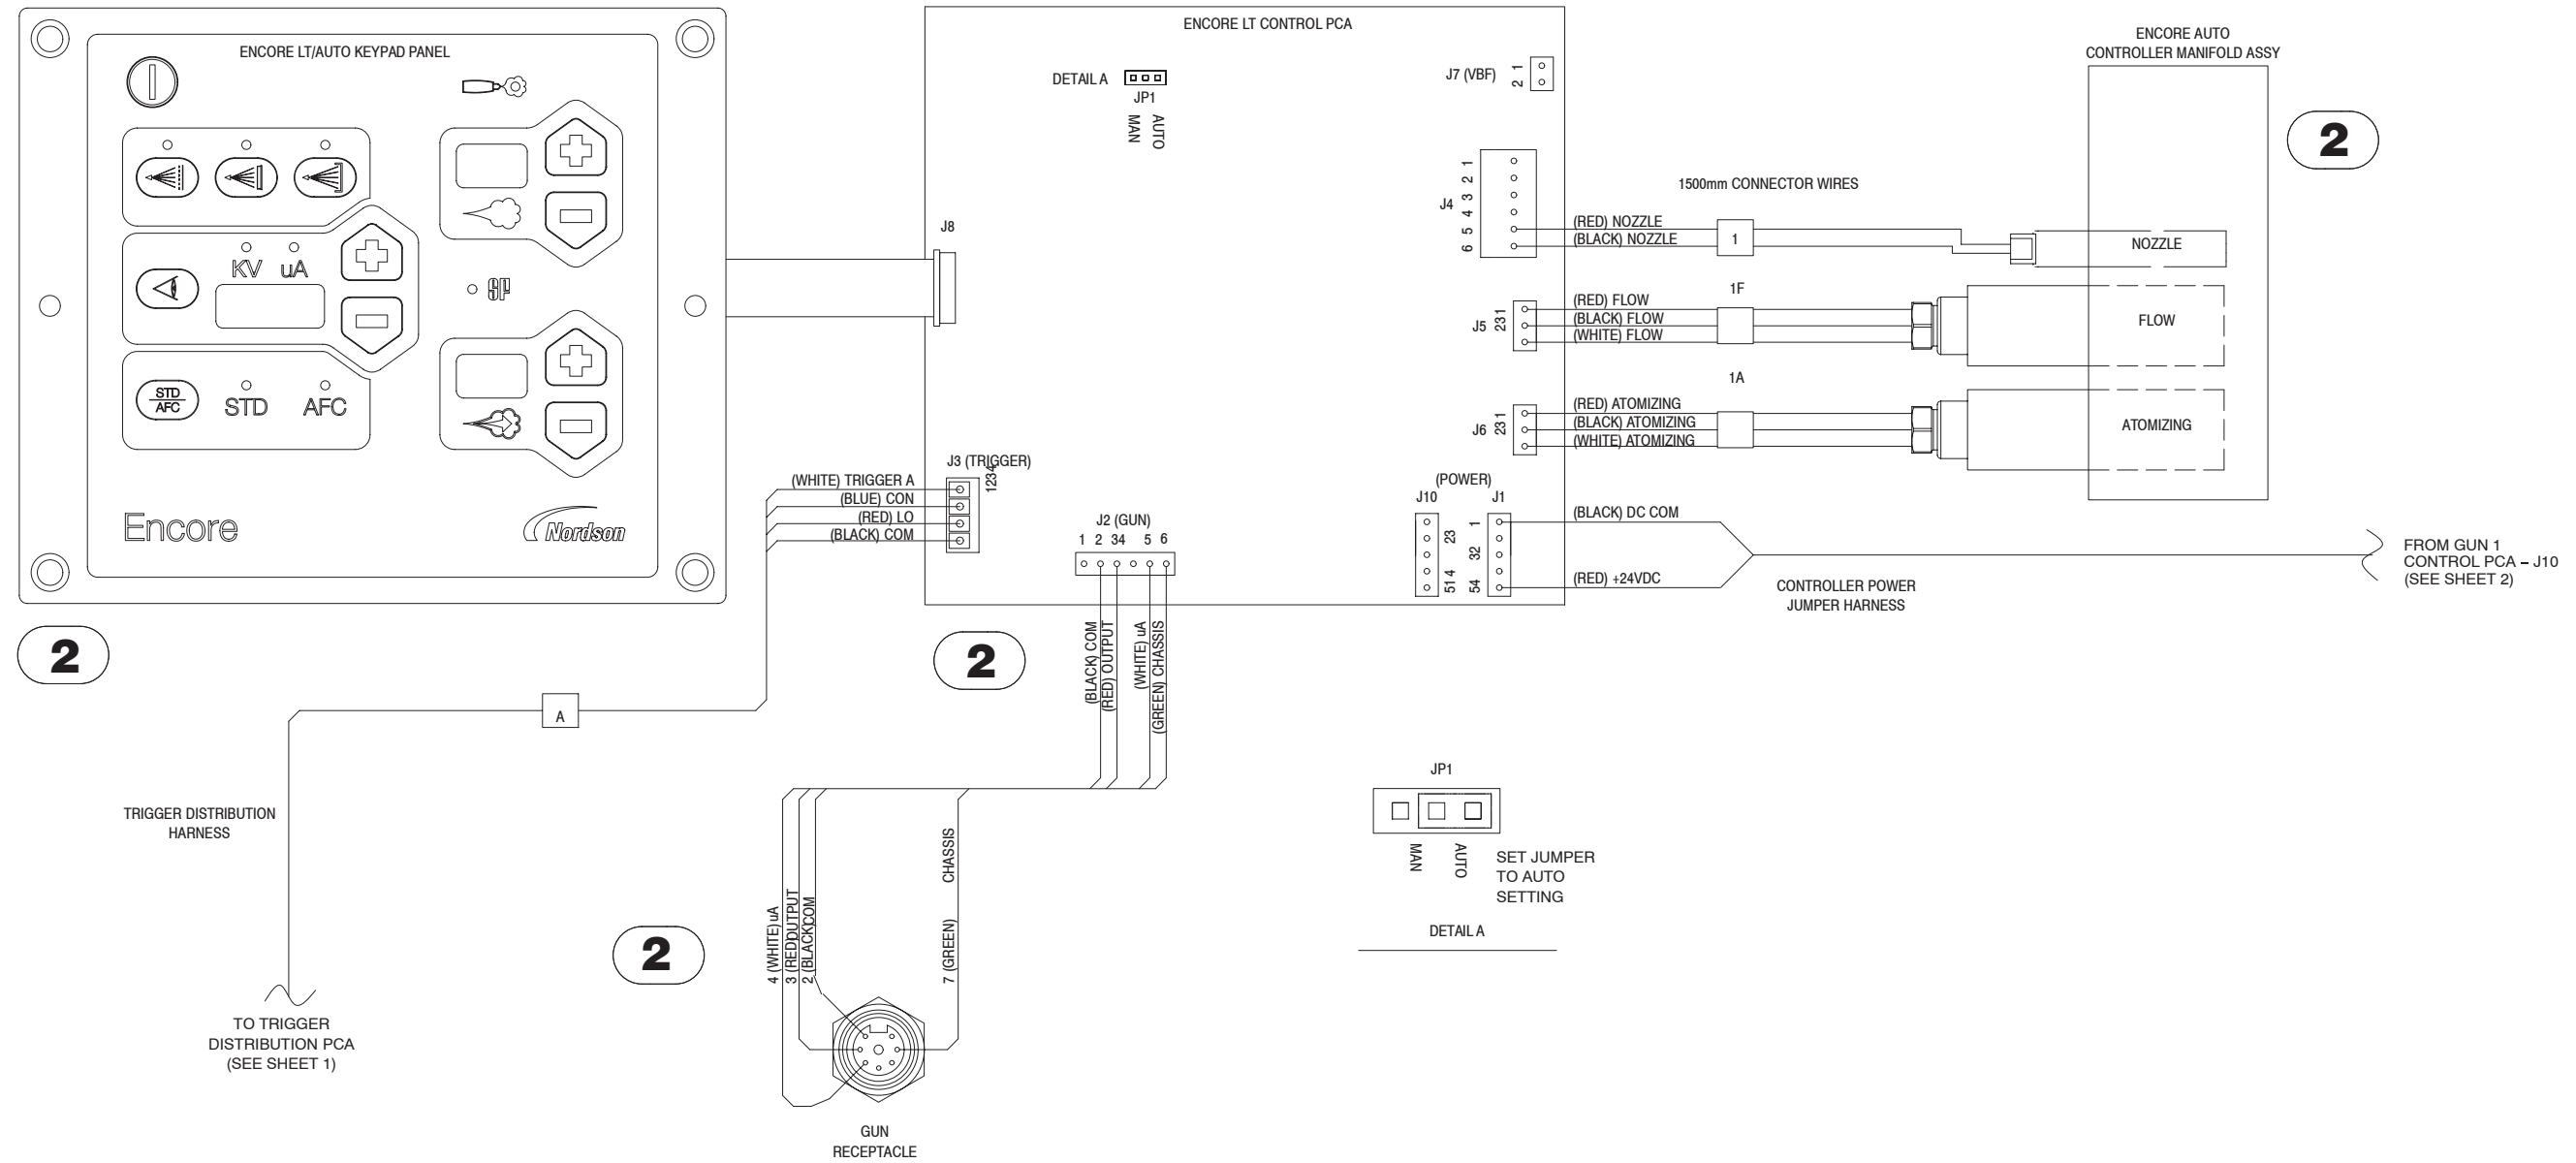 ENCORE LT/AUTO KEYPAD PANEL
KV uA
SP
STD
AFC
STD AFC
Encore
Nordson
2
ENCORE LT CONTROL PCA
DETAIL A
JP1
MAN
AUTO
J7 (VBF)
1
2
J8
J4
1
2
3
4
5
6
1500mm CONNECTOR WIRES
(RED) NOZZLE
(BLACK) NOZZLE
1
J5
231
(RED) FLOW
(BLACK) FLOW
(WHITE) FLOW
1F
J6
231
(RED) ATOMIZING
(BLACK) ATOMIZING
(WHITE) ATOMIZING
1A
ENCORE AUTO
CONTROLLER MANIFOLD ASSY
NOZZLE
FLOW
ATOMIZING
2
J3 (TRIGGER)
1234
(WHITE) TRIGGER A
(BLUE) CON
(RED) LO
(BLACK) COM
J2 (GUN)
1 2 34 5 6
(POWER)
J10
J1
23
514
1
32
54
(BLACK) DC COM
(RED) +24VDC
CONTROLLER POWER
JUMPER HARNESS
FROM GUN 1
CONTROL PCA – J10
(SEE SHEET 2)
2
(BLACK) COM
(RED) OUTPUT
(WHITE) uA
(GREEN) CHASSIS
A
TRIGGER DISTRIBUTION
HARNESS
TO TRIGGER
DISTRIBUTION PCA
(SEE SHEET 1)
2
4 (WHITE) uA
3 (RED) OUTPUT
2 (BLACK) COM
7 (GREEN) CHASSIS
GUN
RECEPTACLE
JP1
MAN
AUTO
SET JUMPER
TO AUTO
SETTING
DETAIL A